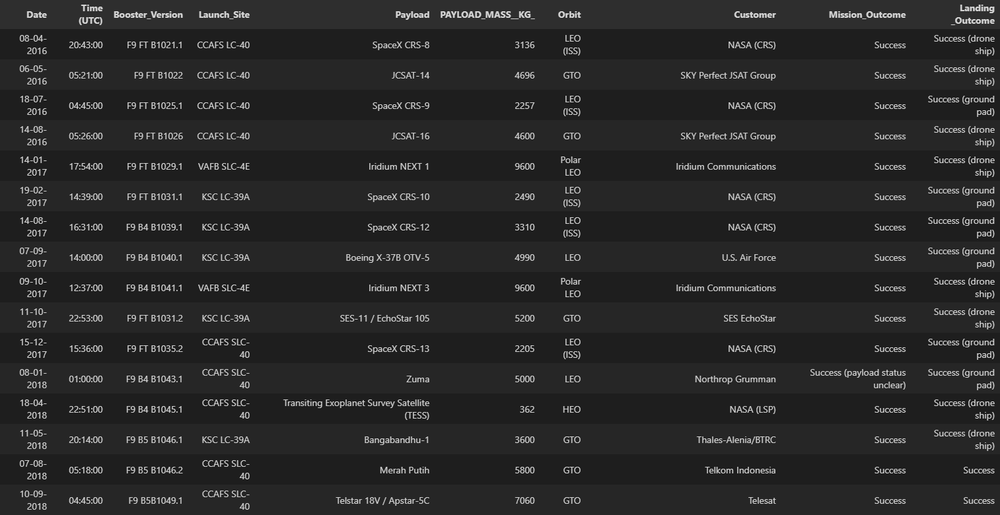 Date Time (UTC) Booster_Version Launch_Site Payload PAYLOAD_MASS__KG_ Orbit Customer Mission_Outcome Landing _Outcome
08-04-2016 20:43:00 F9 FT B1021.1 CCAFS LC-40 SpaceX CRS-8 3136 LEO (ISS) NASA (CRS) Success Success (drone ship)
06-05-2016 05:21:00 F9 FT B1022 CCAFS LC-40 JCSAT-14 4696 GTO SKY Perfect JSAT Group Success Success (drone ship)
18-07-2016 04:45:00 F9 FT B1025.1 CCAFS LC-40 SpaceX CRS-9 2257 LEO (ISS) NASA (CRS) Success Success (ground pad)
14-08-2016 05:26:00 F9 FT B1026 CCAFS LC-40 JCSAT-16 4600 GTO SKY Perfect JSAT Group Success Success (drone ship)
14-01-2017 17:54:00 F9 FT B1029.1 VAFB SLC-4E Iridium NEXT 1 9600 Polar LEO Iridium Communications Success Success (drone ship)
19-02-2017 14:39:00 F9 FT B1031.1 KSC LC-39A SpaceX CRS-10 2490 LEO (ISS) NASA (CRS) Success Success (ground pad)
14-08-2017 16:31:00 F9 B4 B1039.1 KSC LC-39A SpaceX CRS-12 3310 LEO (ISS) NASA (CRS) Success Success (ground pad)
07-09-2017 14:00:00 F9 B4 B1040.1 KSC LC-39A Boeing X-37B OTV-5 4990 LEO U.S. Air Force Success Success (ground pad)
09-10-2017 12:37:00 F9 B4 B1041.1 VAFB SLC-4E Iridium NEXT 3 9600 Polar LEO Iridium Communications Success Success (drone ship)
11-10-2017 22:53:00 F9 FT B1031.2 KSC LC-39A SES-11 / EchoStar 105 5200 GTO SES EchoStar Success Success (drone ship)
15-12-2017 15:36:00 F9 FT B1035.2 CCAFS SLC-40 SpaceX CRS-13 2205 LEO (ISS) NASA (CRS) Success Success (ground pad)
08-01-2018 01:00:00 F9 B4 B1043.1 CCAFS SLC-40 Zuma 5000 LEO Northrop Grumman Success (payload status unclear) Success (ground pad)
18-04-2018 22:51:00 F9 B4 B1045.1 CCAFS SLC-40 Transiting Exoplanet Survey Satellite (TESS) 362 HEO NASA (LSP) Success Success (drone ship)
11-05-2018 20:14:00 F9 B5 B1046.1 KSC LC-39A Bangabandhu-1 3600 GTO Thales-Alenia/BTRC Success Success (drone ship)
07-08-2018 05:18:00 F9 B5 B1046.2 CCAFS SLC-40 Merah Putih 5800 GTO Telkom Indonesia Success Success
10-09-2018 04:45:00 F9 B5B1049.1 CCAFS SLC-40 Telstar 18V / Apstar-5C 7060 GTO Telesat Success Success